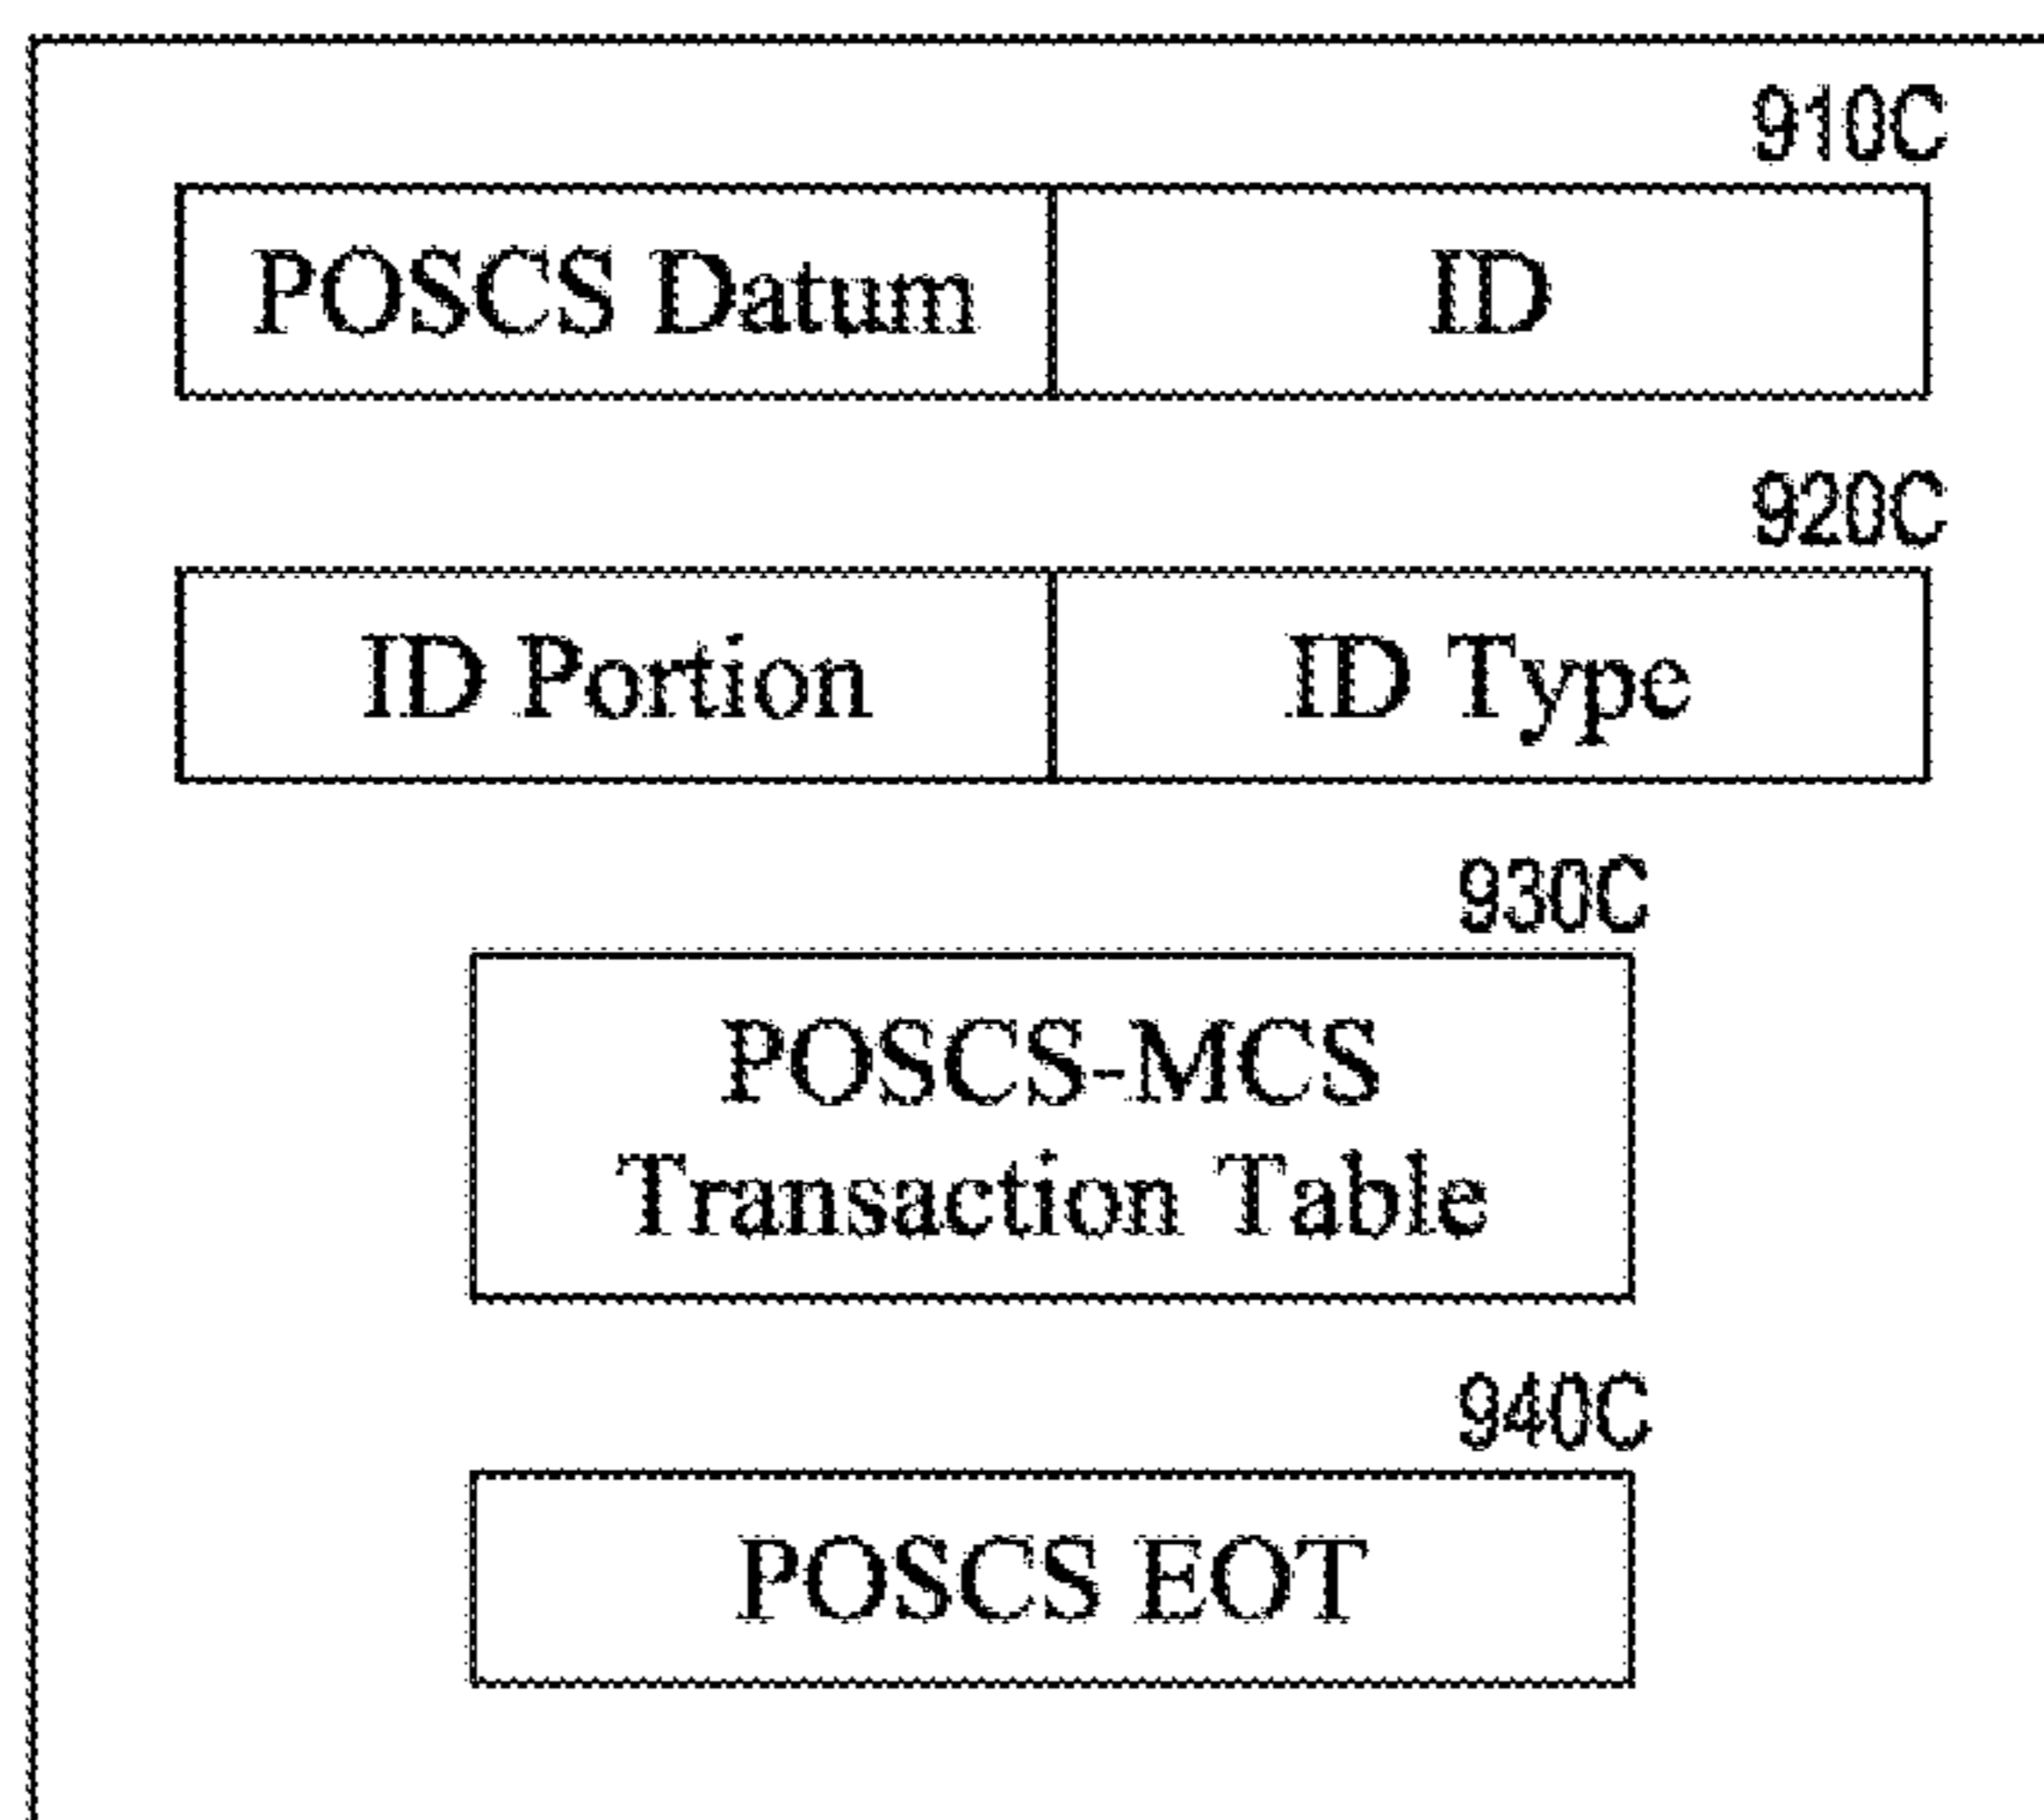 910C
POSCS Datum ID
920C
ID Portion ID Type
930C
POSCS-MCS
Transaction Table
940C
POSCS EOT